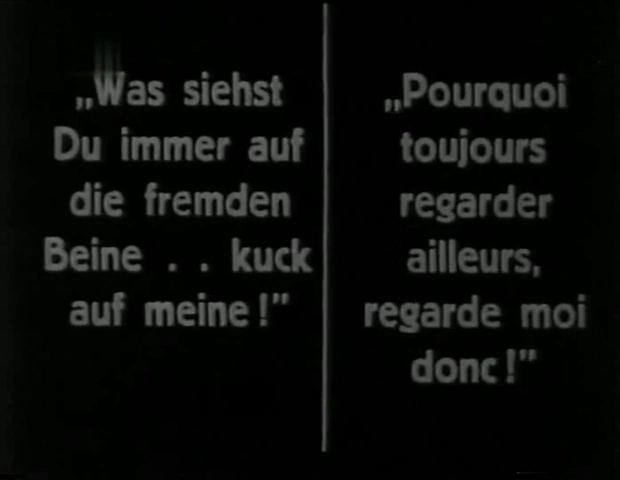 „Was siehst
Du immer auf
die fremden
Beine . . kuck
auf meine!”
„Pourquoi
toujours
regarder
ailleurs,
regarde moi
donc!”